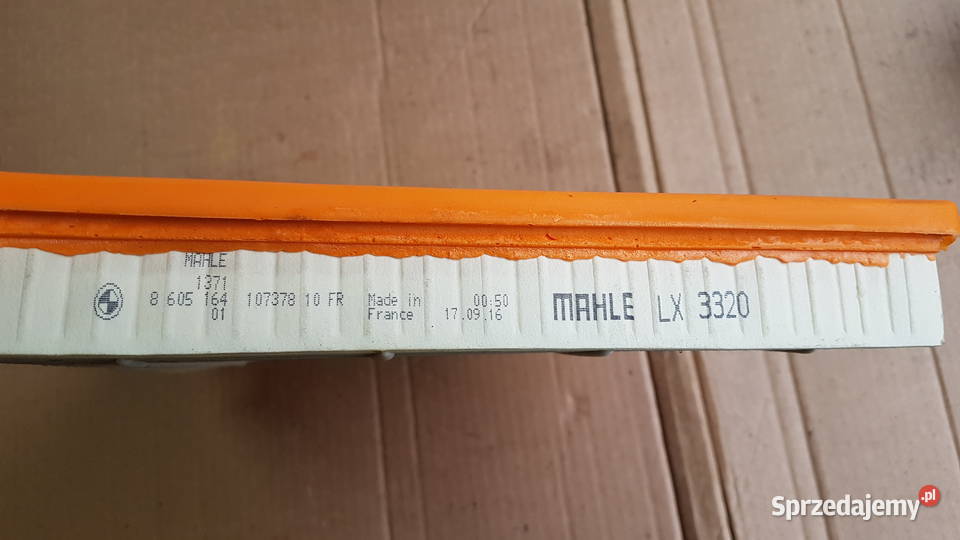 MAHLE
1371
8 605 164 107378 10 FR
01
Made in 00:50
France 17.09.16
MAHLE LX 3320
Sprzedajemy.pl